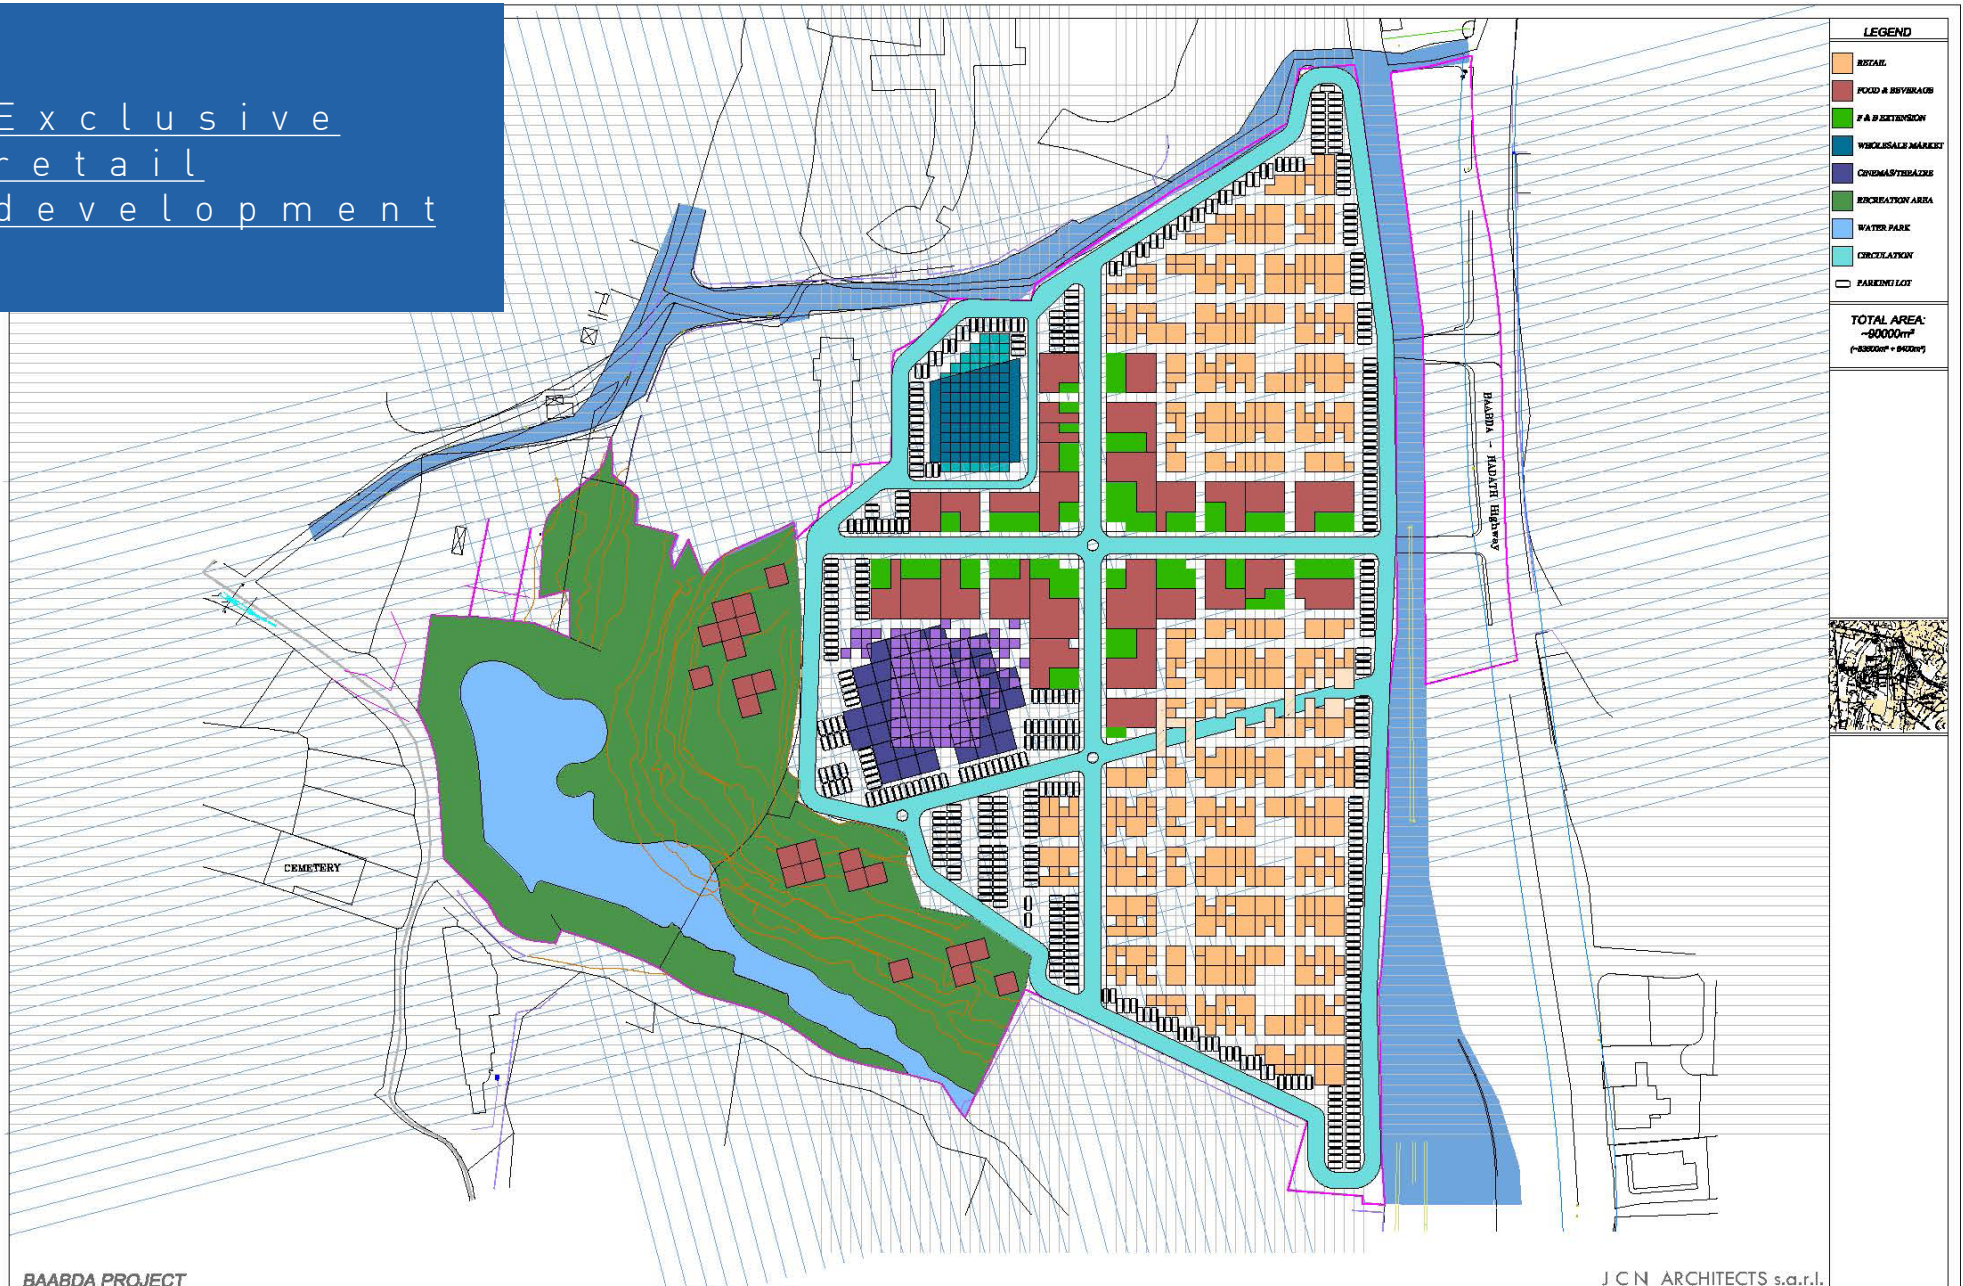 Exclusive
retail
development
LEGEND
RETAIL
FOOD & BEVERAGE
F & B EXTENSION
WHOLESALE MARKET
CINEMAS/THEATRE
RECREATION AREA
WATER PARK
CIRCULATION
PARKING LOT
TOTAL AREA:
~90000m²
BAABDA - HADATH Highway
CEMETERY
BAABDA PROJECT
JCN ARCHITECTS s.a.r.l.